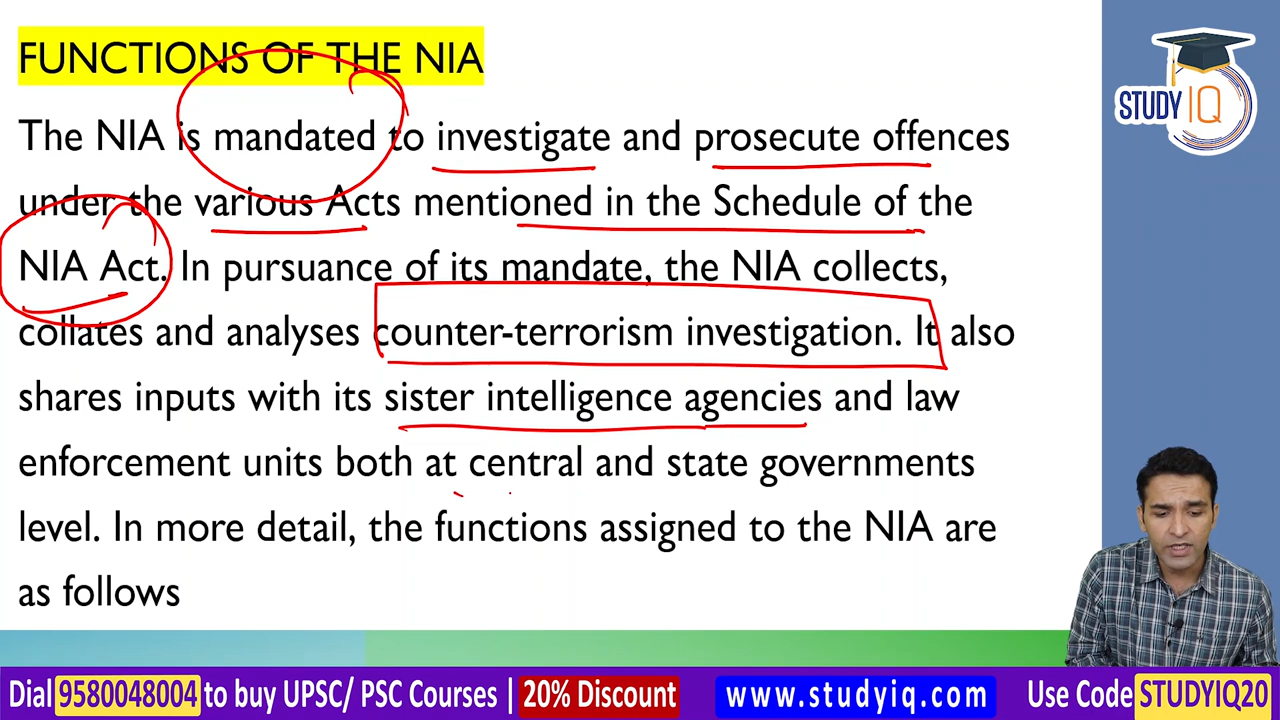 FUNCTIONS OF THE NIA
STUDY IQ
The NIA is mandated to investigate and prosecute offences
under the various Acts mentioned in the Schedule of the
NIA Act. In pursuance of its mandate, the NIA collects,
collates and analyses counter-terrorism investigation. It also
shares inputs with its sister intelligence agencies and law
enforcement units both at central and state governments
level. In more detail, the functions assigned to the NIA are
as follows
Dial 9580048004 to buy UPSC/ PSC Courses | 20% Discount www.studyiq.com Use Code STUDYIQ20